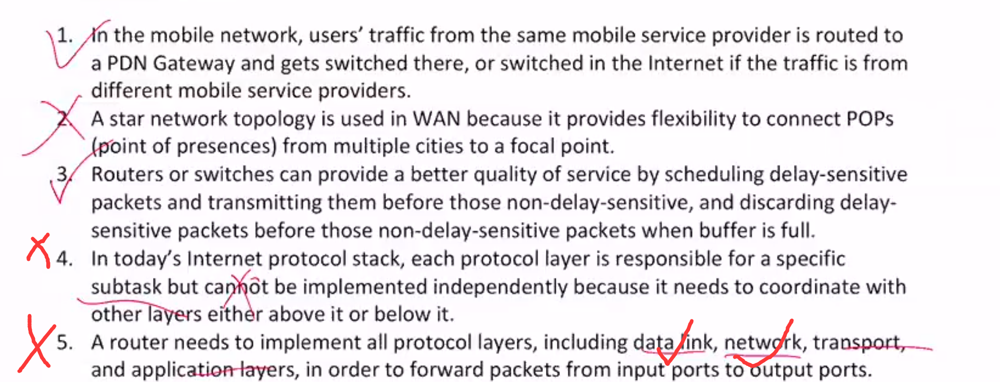 1. In the mobile network, users’ traffic from the same mobile service provider is routed to
a PDN Gateway and gets switched there, or switched in the Internet if the traffic is from
different mobile service providers.
2. A star network topology is used in WAN because it provides flexibility to connect POPs
(point of presences) from multiple cities to a focal point.
3. Routers or switches can provide a better quality of service by scheduling delay-sensitive
packets and transmitting them before those non-delay-sensitive, and discarding delay-
sensitive packets before those non-delay-sensitive packets when buffer is full.
4. In today’s Internet protocol stack, each protocol layer is responsible for a specific
subtask but cannot be implemented independently because it needs to coordinate with
other layers either above it or below it.
5. A router needs to implement all protocol layers, including data link, network, transport,
and application layers, in order to forward packets from input ports to output ports.